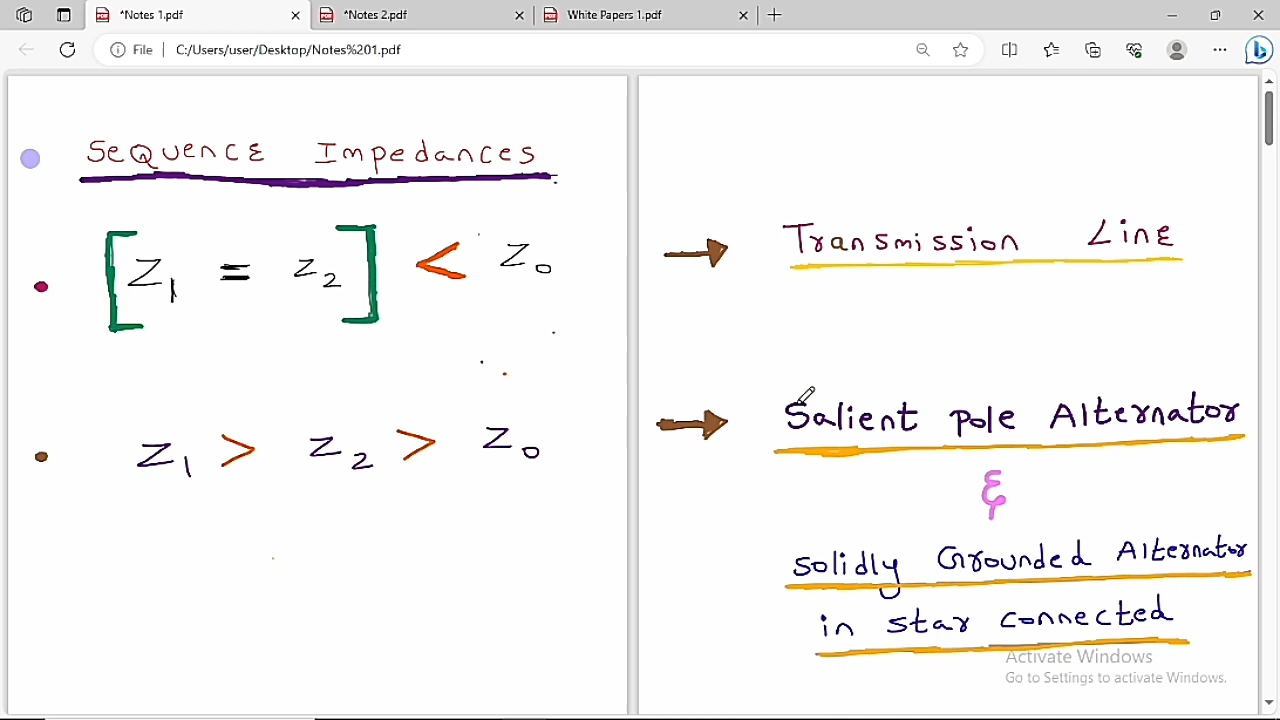 *Notes 1.pdf
*Notes 2.pdf
White Papers 1.pdf
File
C:/Users/user/Desktop/Notes%201.pdf
Sequence Impedances
[Z₁ = Z₂] < Z₀
Z₁ > Z₂ > Z₀
Transmission Line
Salient pole Alternator
&
solidly Grounded Alternator
in star connected
Activate Windows
Go to Settings to activate Windows.